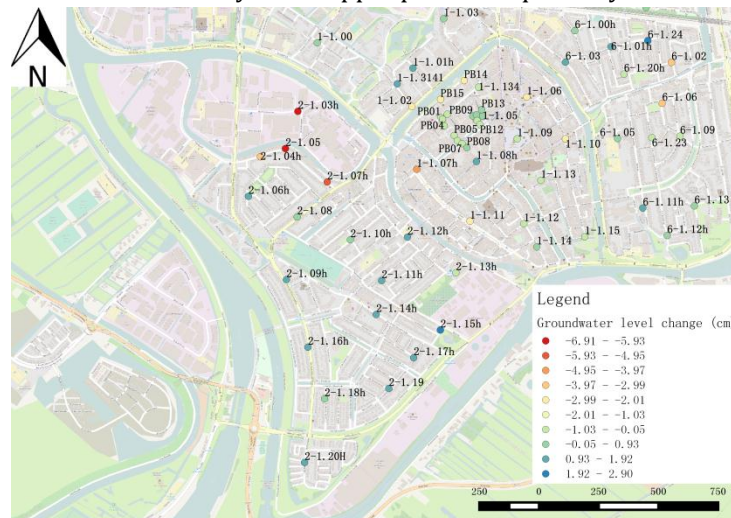 1-1.03
6-1.00h
6-1.24
1-1.00
6-1.01h
6-1.03
6-1.02
1-1.01h
6-1.20h
1-1.3141
PB14
1-1.134
PB15
1-1.06
1-1.02
6-1.06
2-1.03h
PB01
PB09
PB13
1-1.05
PB04
PB05
PB12
1-1.09
1-1.10
6-1.05
6-1.09
6-1.23
2-1.05
PB07
PB08
2-1.04h
1-1.08h
1-1.07h
2-1.07h
1-1.13
2-1.06h
6-1.11h
6-1.13
2-1.08
1-1.11
1-1.12
2-1.10h
2-1.12h
1-1.15
6-1.12h
1-1.14
2-1.09h
2-1.11h
2-1.13h
2-1.14h
2-1.15h
2-1.16h
2-1.17h
2-1.19
2-1.18h
2-1.20H
N
Legend
Groundwater level change (cm
-6.91 - -5.93
-5.93 - -4.95
-4.95 - -3.97
-3.97 - -2.99
-2.99 - -2.01
-2.01 - -1.03
-1.03 - -0.05
-0.05 - 0.93
0.93 - 1.92
1.92 - 2.90
250 0 250 500 750